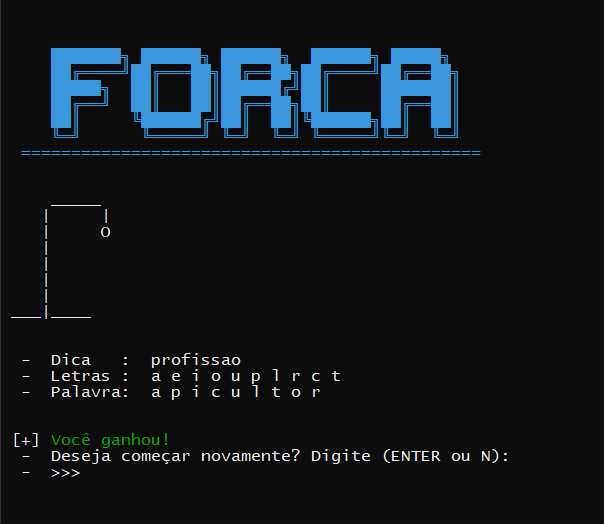 FORCA
==============================================
O
- Dica : profissao
- Letras : a e i o u p l r c t
- Palavra: a p i c u l t o r
[+] Você ganhou!
- Deseja começar novamente? Digite (ENTER ou N):
- >>>